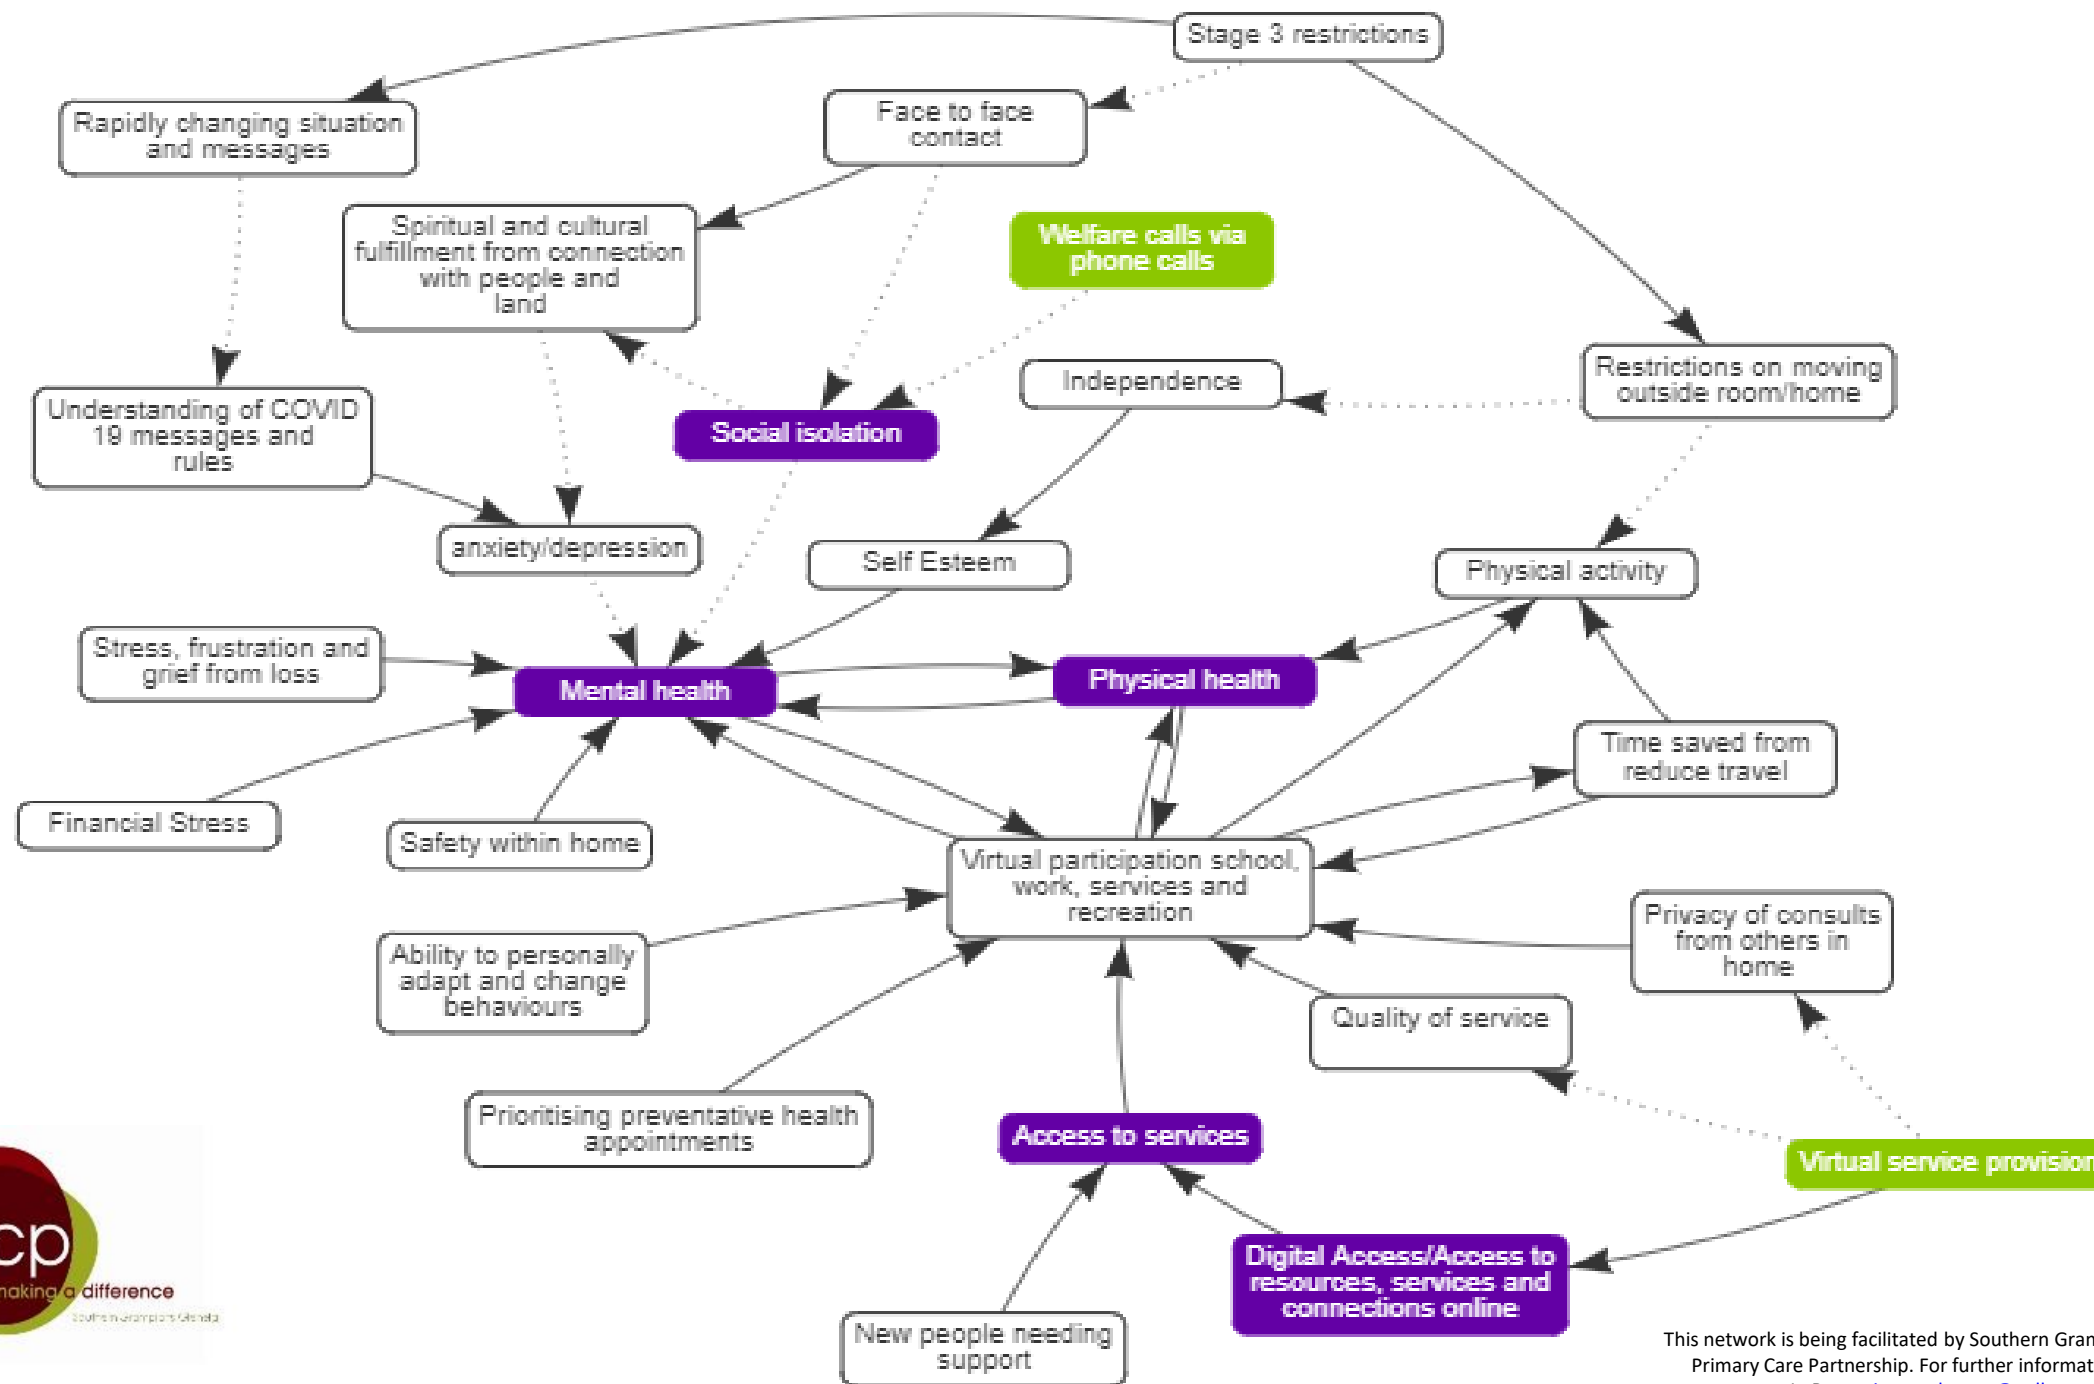 Stage 3 restrictions
Rapidly changing situation
and messages
Face to face
contact
Spiritual and cultural
fulfillment from connection
with people and
land
Welfare calls via
phone calls
Restrictions on moving
outside room/home
Independence
Understanding of COVID
19 messages and
rules
Social isolation
anxiety/depression
Self Esteem
Physical activity
Stress, frustration and
grief from loss
Mental health
Physical health
Time saved from
reduce travel
Financial Stress
Safety within home
Virtual participation school,
work, services and
recreation
Privacy of consults
from others in
home
Ability to personally
adapt and change
behaviours
Quality of service
Prioritising preventative health
appointments
Access to services
Virtual service provision
Digital Access/Access to
resources, services and
connections online
New people needing
support
cp
making a difference
Southern Grampians Glenelg
This network is being facilitated by Southern Gran
Primary Care Partnership. For further informat